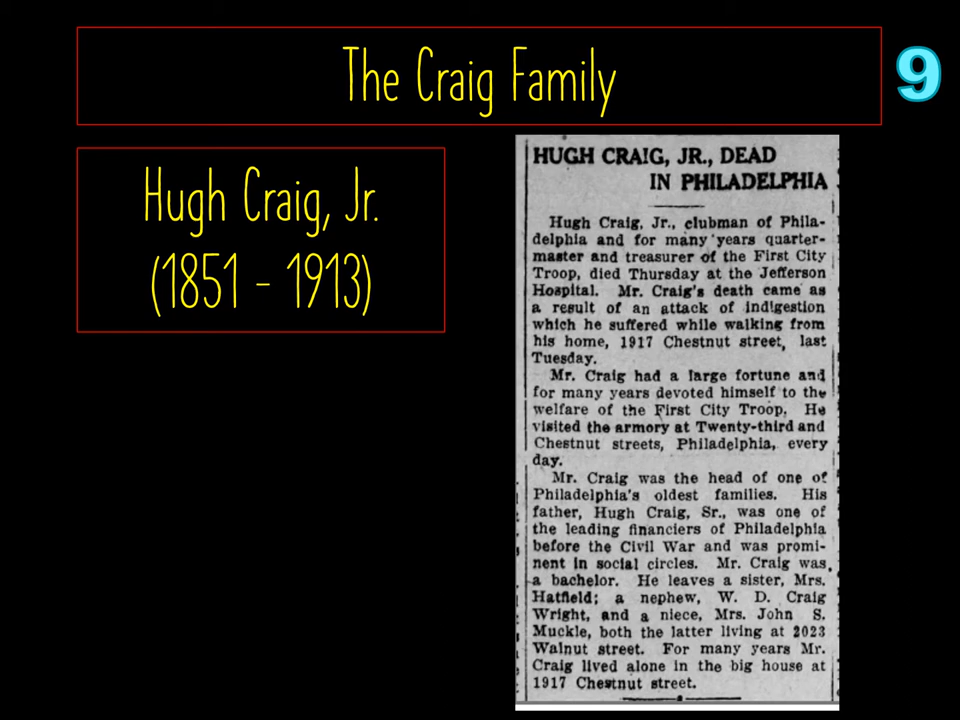 The Craig Family
9
Hugh Craig, Jr.
(1851 - 1913)
HUGH CRAIG, JR., DEAD
IN PHILADELPHIA
Hugh Craig, Jr., clubman of Phila-
delphia and for many years quarter-
master and treasurer of the First City
Troop, died Thursday at the Jefferson
Hospital. Mr. Craig's death came as
a result of an attack of indigestion
which he suffered while walking from
his home, 1917 Chestnut street, last
Tuesday.
Mr. Craig had a large fortune and
for many years devoted himself to the
welfare of the First City Troop. He
visited the armory at Twenty-third and
Chestnut streets, Philadelphia, every
day.
Mr. Craig was the head of one of
Philadelphia's oldest families. His
father, Hugh Craig, Sr., was one of
the leading financiers of Philadelphia
before the Civil War and was promi-
nent in social circles. Mr. Craig was
a bachelor. He leaves a sister, Mrs.
Hatfield; a nephew, W. D. Craig
Wright, and a niece, Mrs. John S.
Muckle, both the latter living at 2023
Walnut street. For many years Mr.
Craig lived alone in the big house at
1917 Chestnut street.